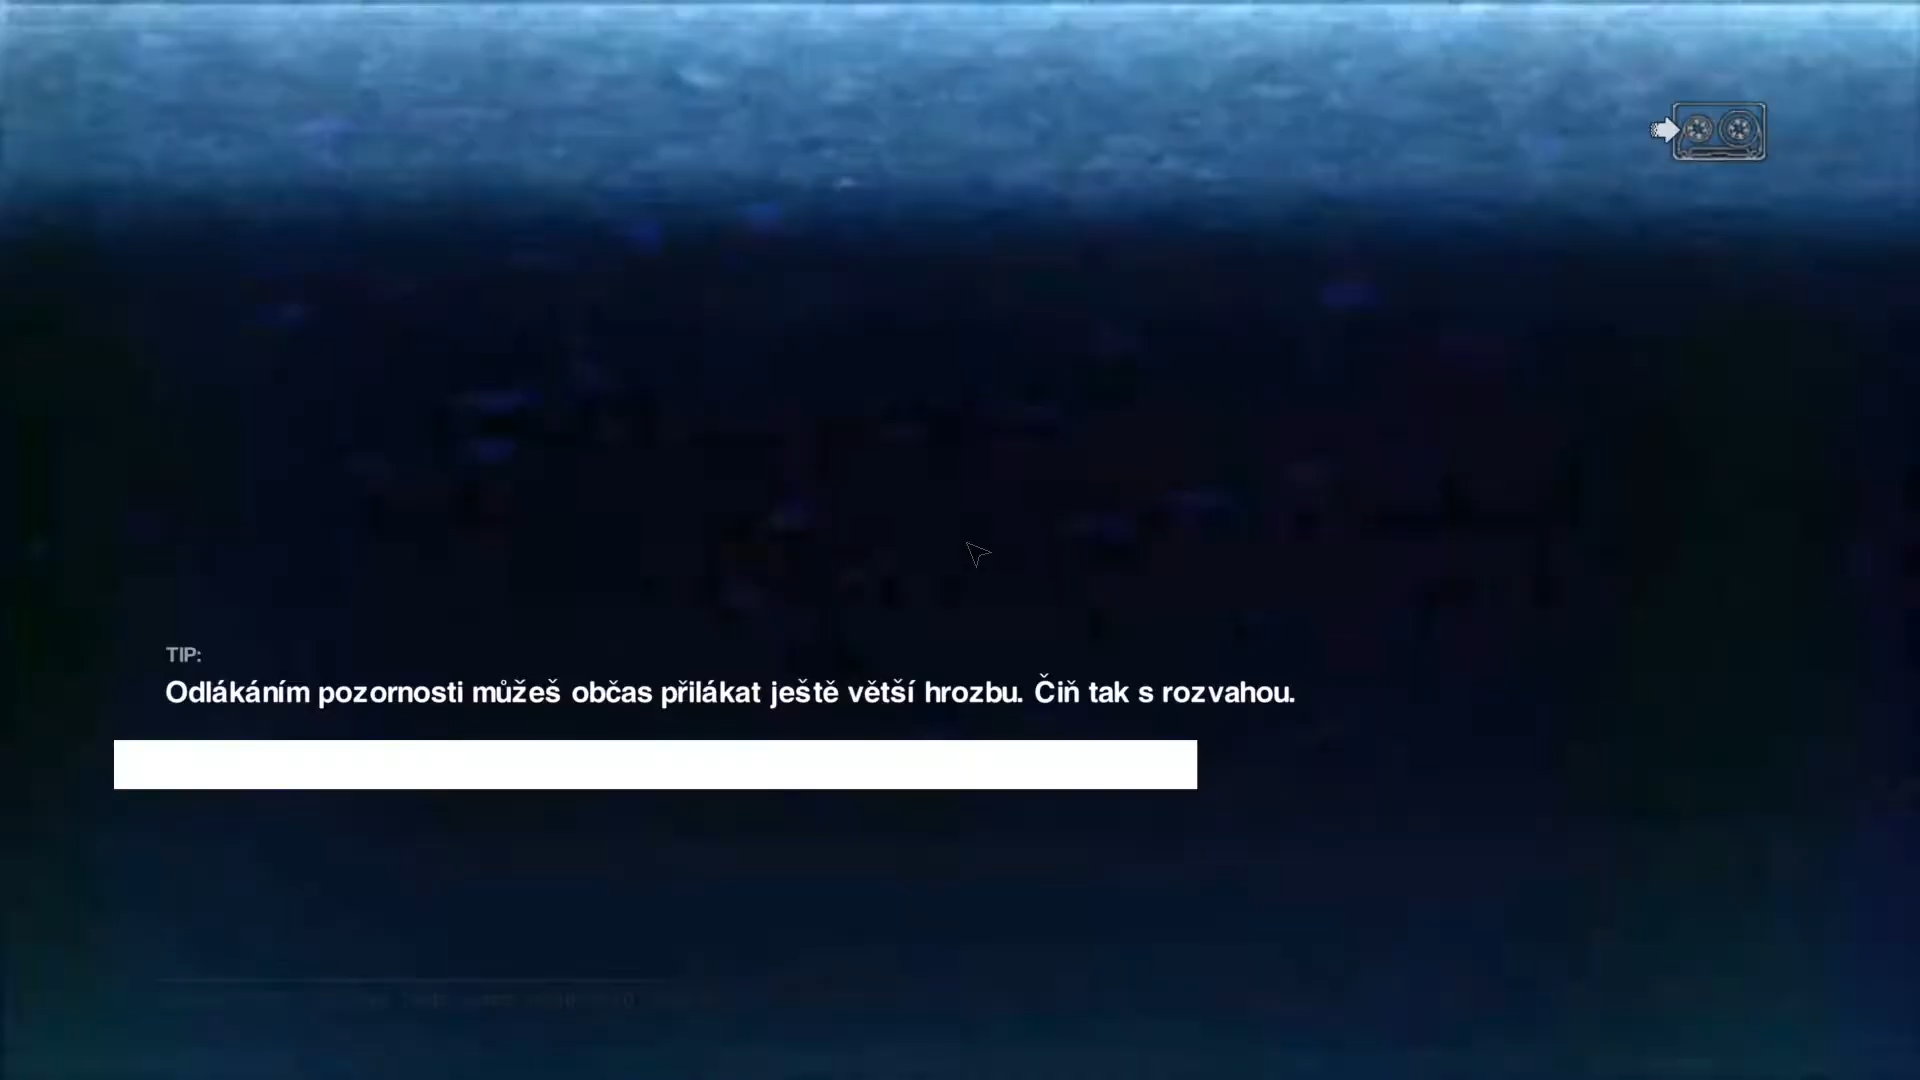 TIP:
Odlákáním pozornosti můžeš občas přilákat ještě větší hrozbu. Čiň tak s rozvahou.